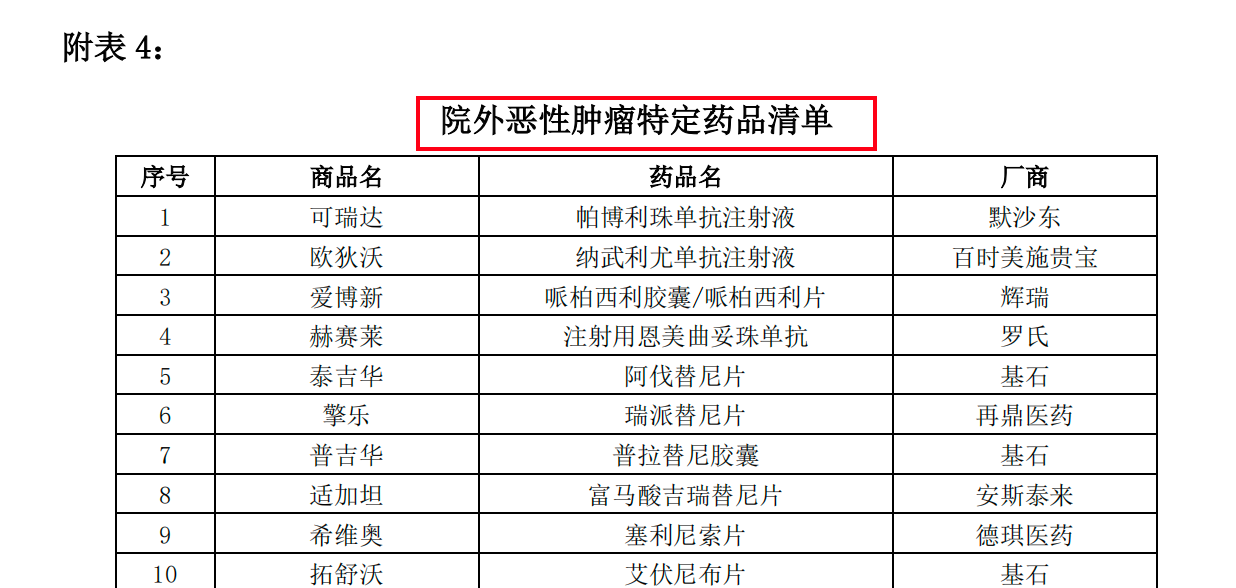 附表 4：
院外恶性肿瘤特定药品清单
序号 商品名 药品名 厂商
1 可瑞达 帕博利珠单抗注射液 默沙东
2 欧狄沃 纳武利尤单抗注射液 百时美施贵宝
3 爱博新 哌柏西利胶囊/哌柏西利片 辉瑞
4 赫赛莱 注射用恩美曲妥珠单抗 罗氏
5 泰吉华 阿伐替尼片 基石
6 擎乐 瑞派替尼片 再鼎医药
7 普吉华 普拉替尼胶囊 基石
8 适加坦 富马酸吉瑞替尼片 安斯泰来
9 希维奥 塞利尼索片 德琪医药
10 拓舒沃 艾伏尼布片 基石